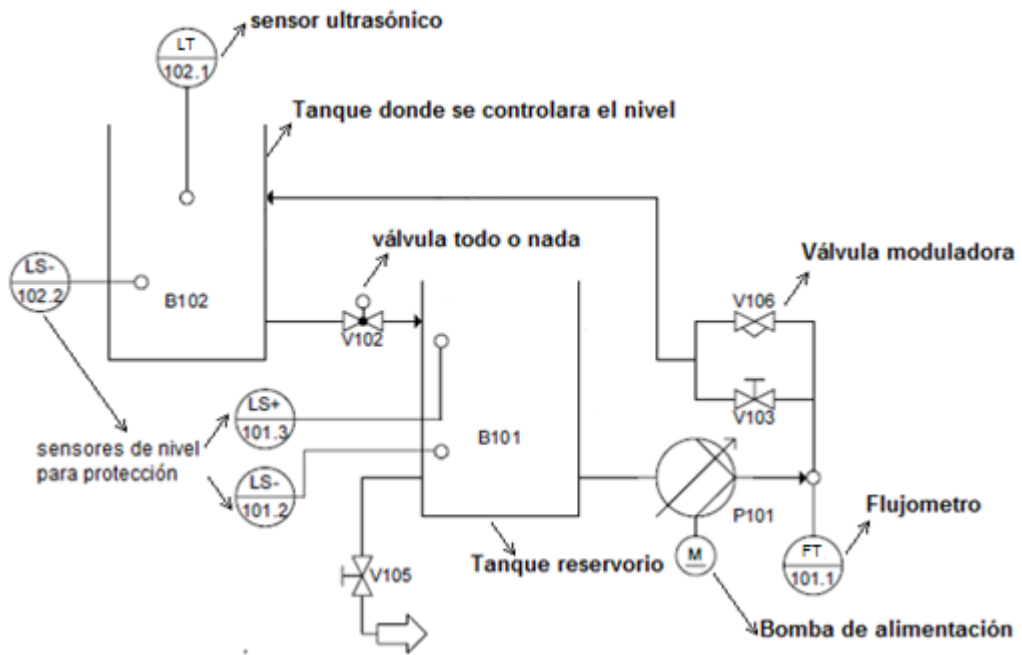 sensor ultrasónico
LT
102.1
Tanque donde se controlara el nivel
válvula todo o nada
Válvula moduladora
LS-
102.2
B102
V102
V106
V103
LS+
101.3
sensores de nivel
para protección
B101
LS-
101.2
P101
Flujometro
V105
Tanque reservorio
M
FT
101.1
Bomba de alimentación